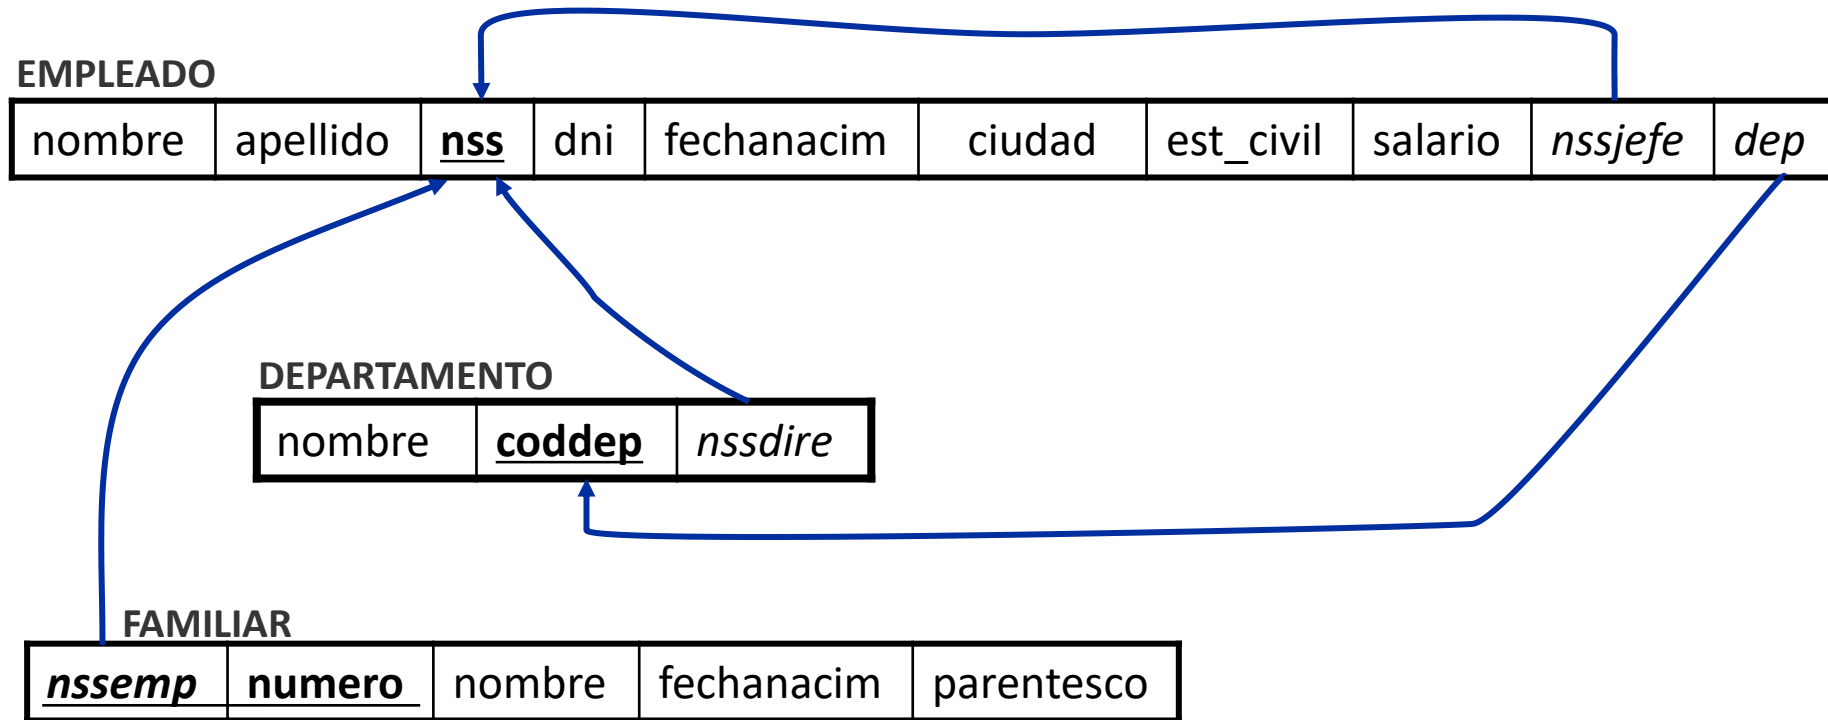 EMPLEADO
nombre apellido nss dni fechanacim ciudad est_civil salario nssjefe dep
DEPARTAMENTO
nombre coddep nssdire
FAMILIAR
nssemp numero nombre fechanacim parentesco